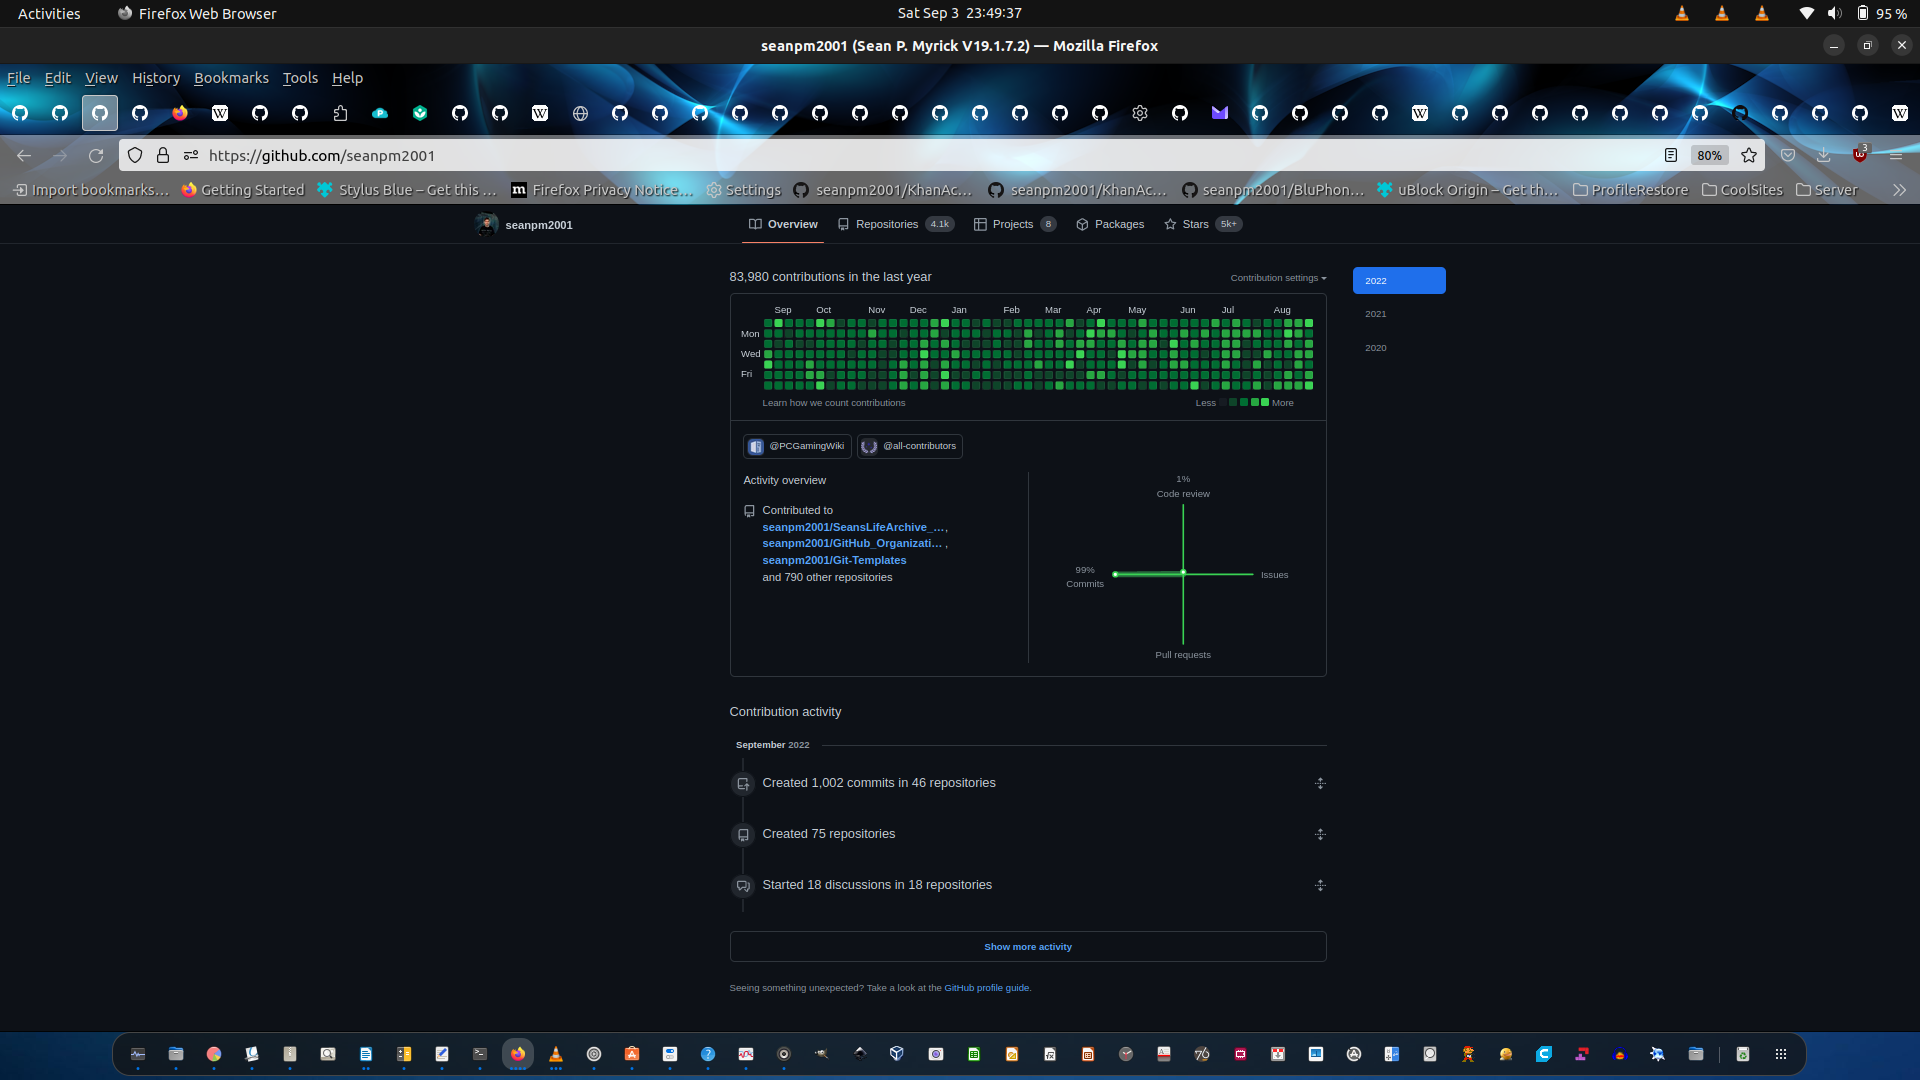 Activities
Firefox Web Browser
Sat Sep 3 23:49:37
95 %
seanpm2001 (Sean P. Myrick V19.1.7.2) — Mozilla Firefox
File Edit View History Bookmarks Tools Help
https://github.com/seanpm2001
80%
3
Import bookmarks…
Getting Started
Stylus Blue – Get this …
Firefox Privacy Notice…
Settings
seanpm2001/KhanAc…
seanpm2001/KhanAc…
seanpm2001/BluPhon…
uBlock Origin – Get th…
ProfileRestore
CoolSites
Server
seanpm2001
Overview
Repositories 4.1k
Projects 8
Packages
Stars 5k+
83,980 contributions in the last year
Contribution settings
2022
2021
2020
Sep Oct Nov Dec Jan Feb Mar Apr May Jun Jul Aug
Mon
Wed
Fri
Learn how we count contributions
Less More
@PCGamingWiki
@all-contributors
Activity overview
Contributed to
seanpm2001/SeansLifeArchive_…,
seanpm2001/GitHub_Organizati… ,
seanpm2001/Git-Templates
and 790 other repositories
1%
Code review
99%
Commits
Issues
Pull requests
Contribution activity
September 2022
Created 1,002 commits in 46 repositories
Created 75 repositories
Started 18 discussions in 18 repositories
Show more activity
Seeing something unexpected? Take a look at the GitHub profile guide.
76